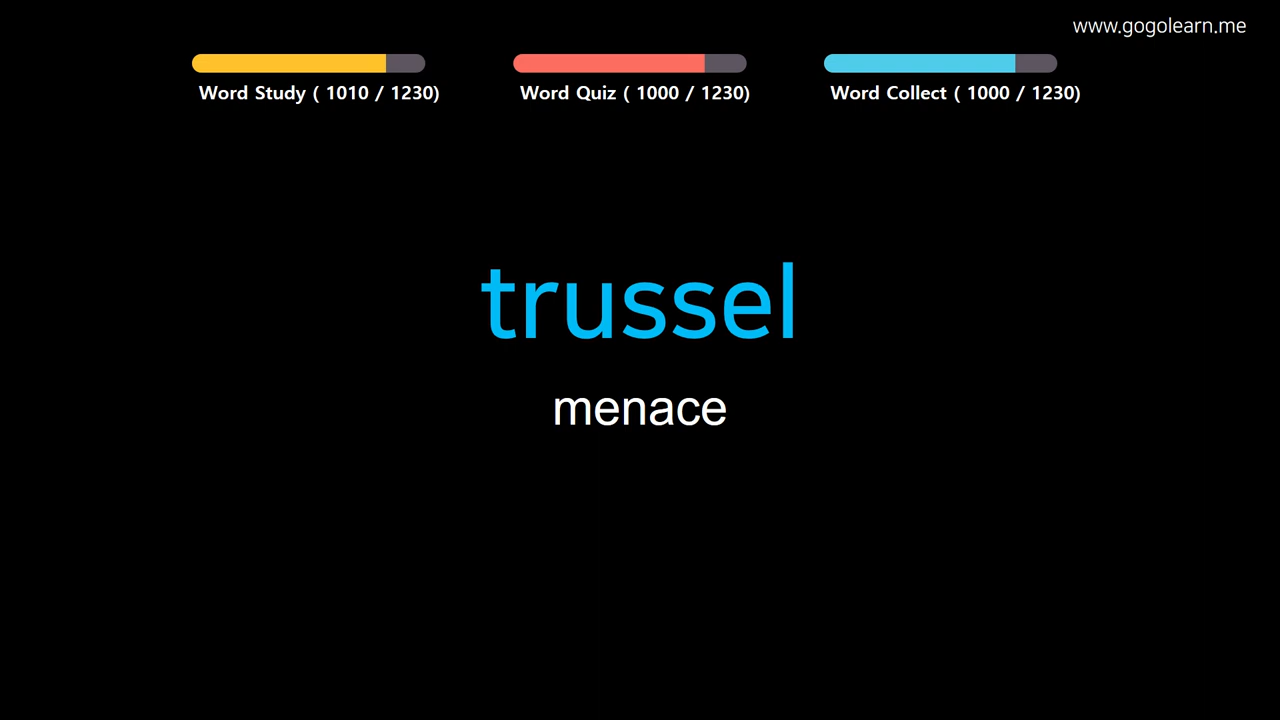 www.gogolearn.me
Word Study ( 1010 / 1230)
Word Quiz ( 1000 / 1230)
Word Collect ( 1000 / 1230)
trussel
menace